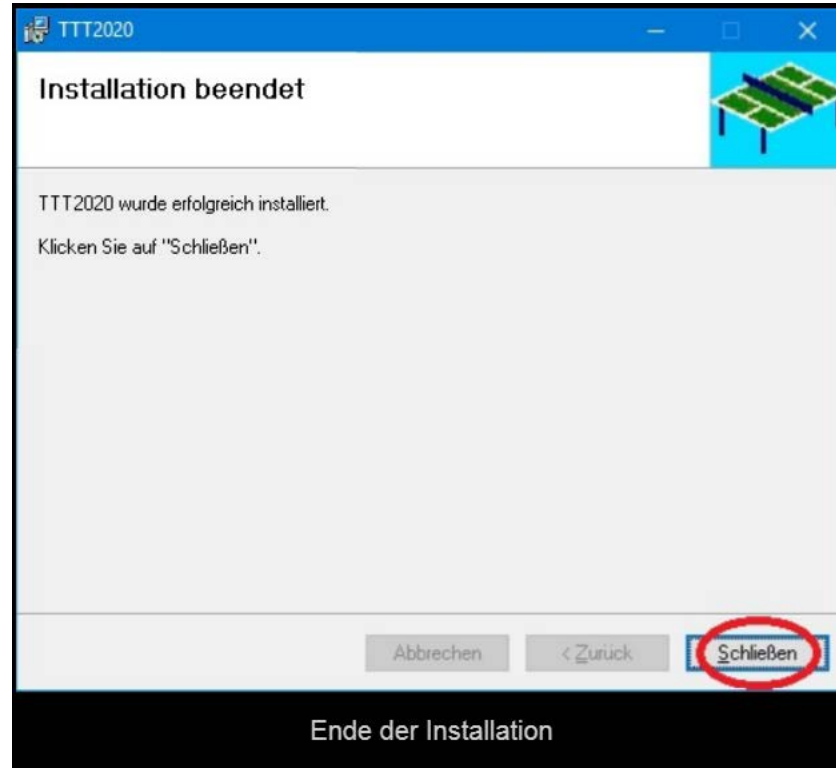 TTT2020
Installation beendet
TTT2020 wurde erfolgreich installiert.
Klicken Sie auf "Schließen".
Abbrechen
< Zurück
Schließen
Ende der Installation